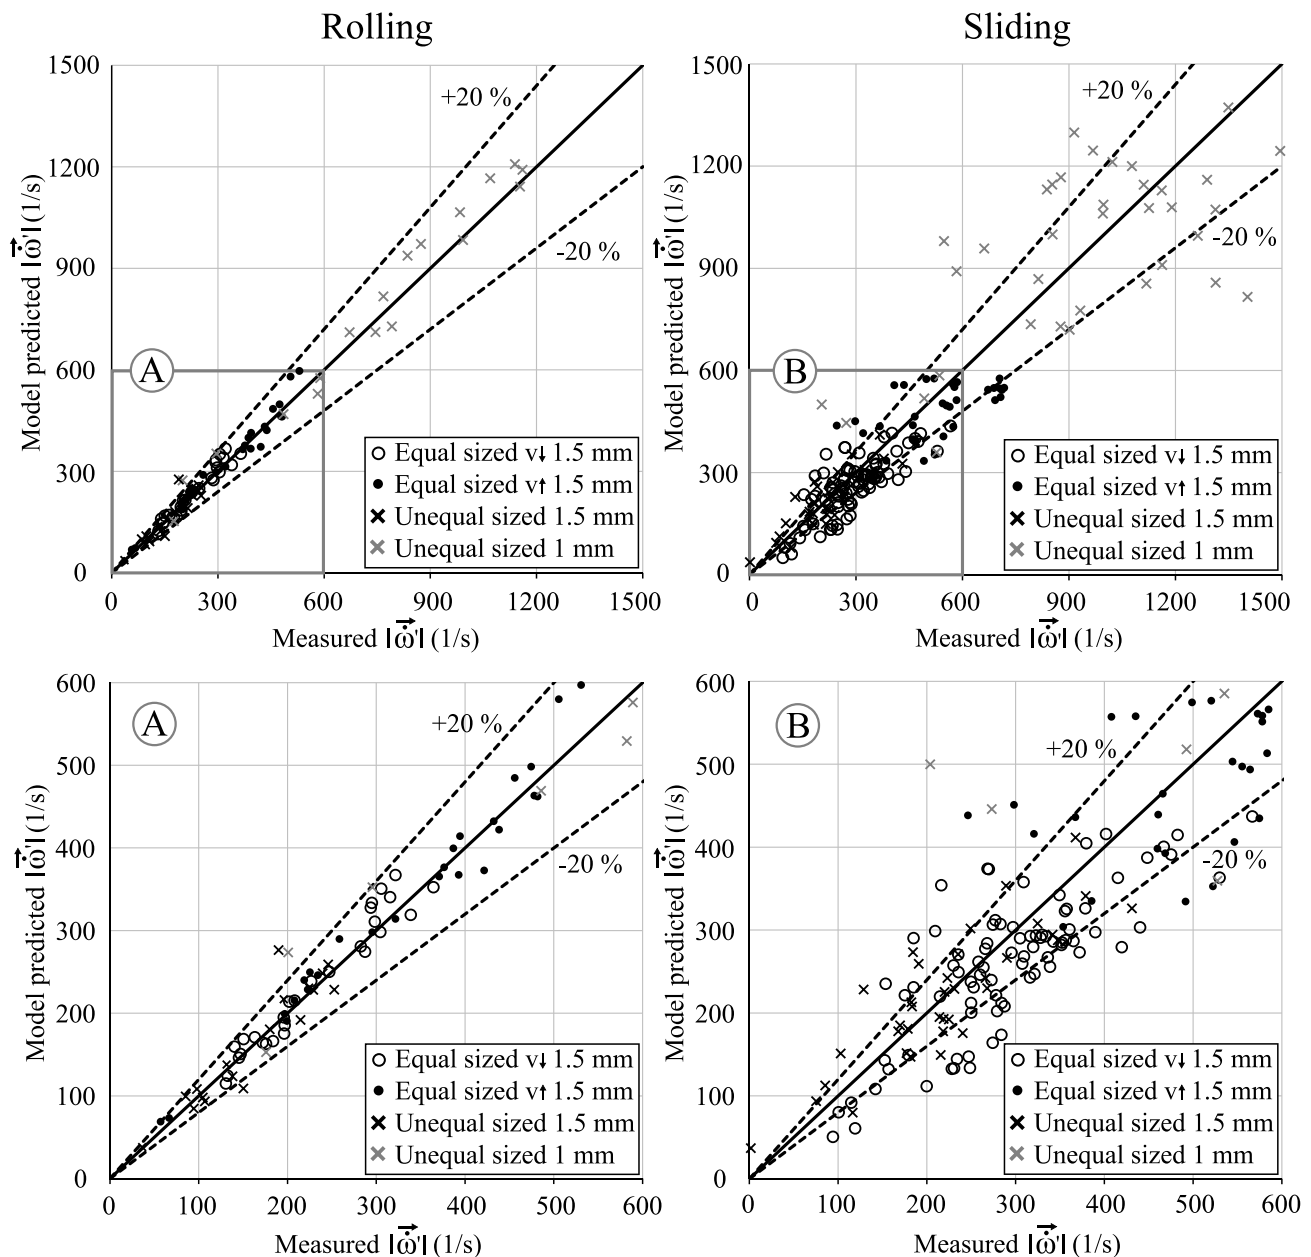 Rolling
Sliding
1500
1200
900
600
300
0
0 300 600 900 1200 1500
Model predicted |ω̇⃗'| (1/s)
Measured |ω̇⃗'| (1/s)
+20 %
-20 %
A
Equal sized v↓ 1.5 mm
Equal sized v↑ 1.5 mm
Unequal sized 1.5 mm
Unequal sized 1 mm
1500
1200
900
600
300
0
0 300 600 900 1200 1500
Model predicted |ω̇⃗'| (1/s)
Measured |ω̇⃗'| (1/s)
+20 %
-20 %
B
Equal sized v↓ 1.5 mm
Equal sized v↑ 1.5 mm
Unequal sized 1.5 mm
Unequal sized 1 mm
600
500
400
300
200
100
0
0 100 200 300 400 500 600
Model predicted |ω̇⃗'| (1/s)
Measured |ω̇⃗'| (1/s)
A
+20 %
-20 %
Equal sized v↓ 1.5 mm
Equal sized v↑ 1.5 mm
Unequal sized 1.5 mm
Unequal sized 1 mm
600
500
400
300
200
100
0
0 100 200 300 400 500 600
Model predicted |ω̇⃗'| (1/s)
Measured |ω̇⃗'| (1/s)
B
+20 %
-20 %
Equal sized v↓ 1.5 mm
Equal sized v↑ 1.5 mm
Unequal sized 1.5 mm
Unequal sized 1 mm